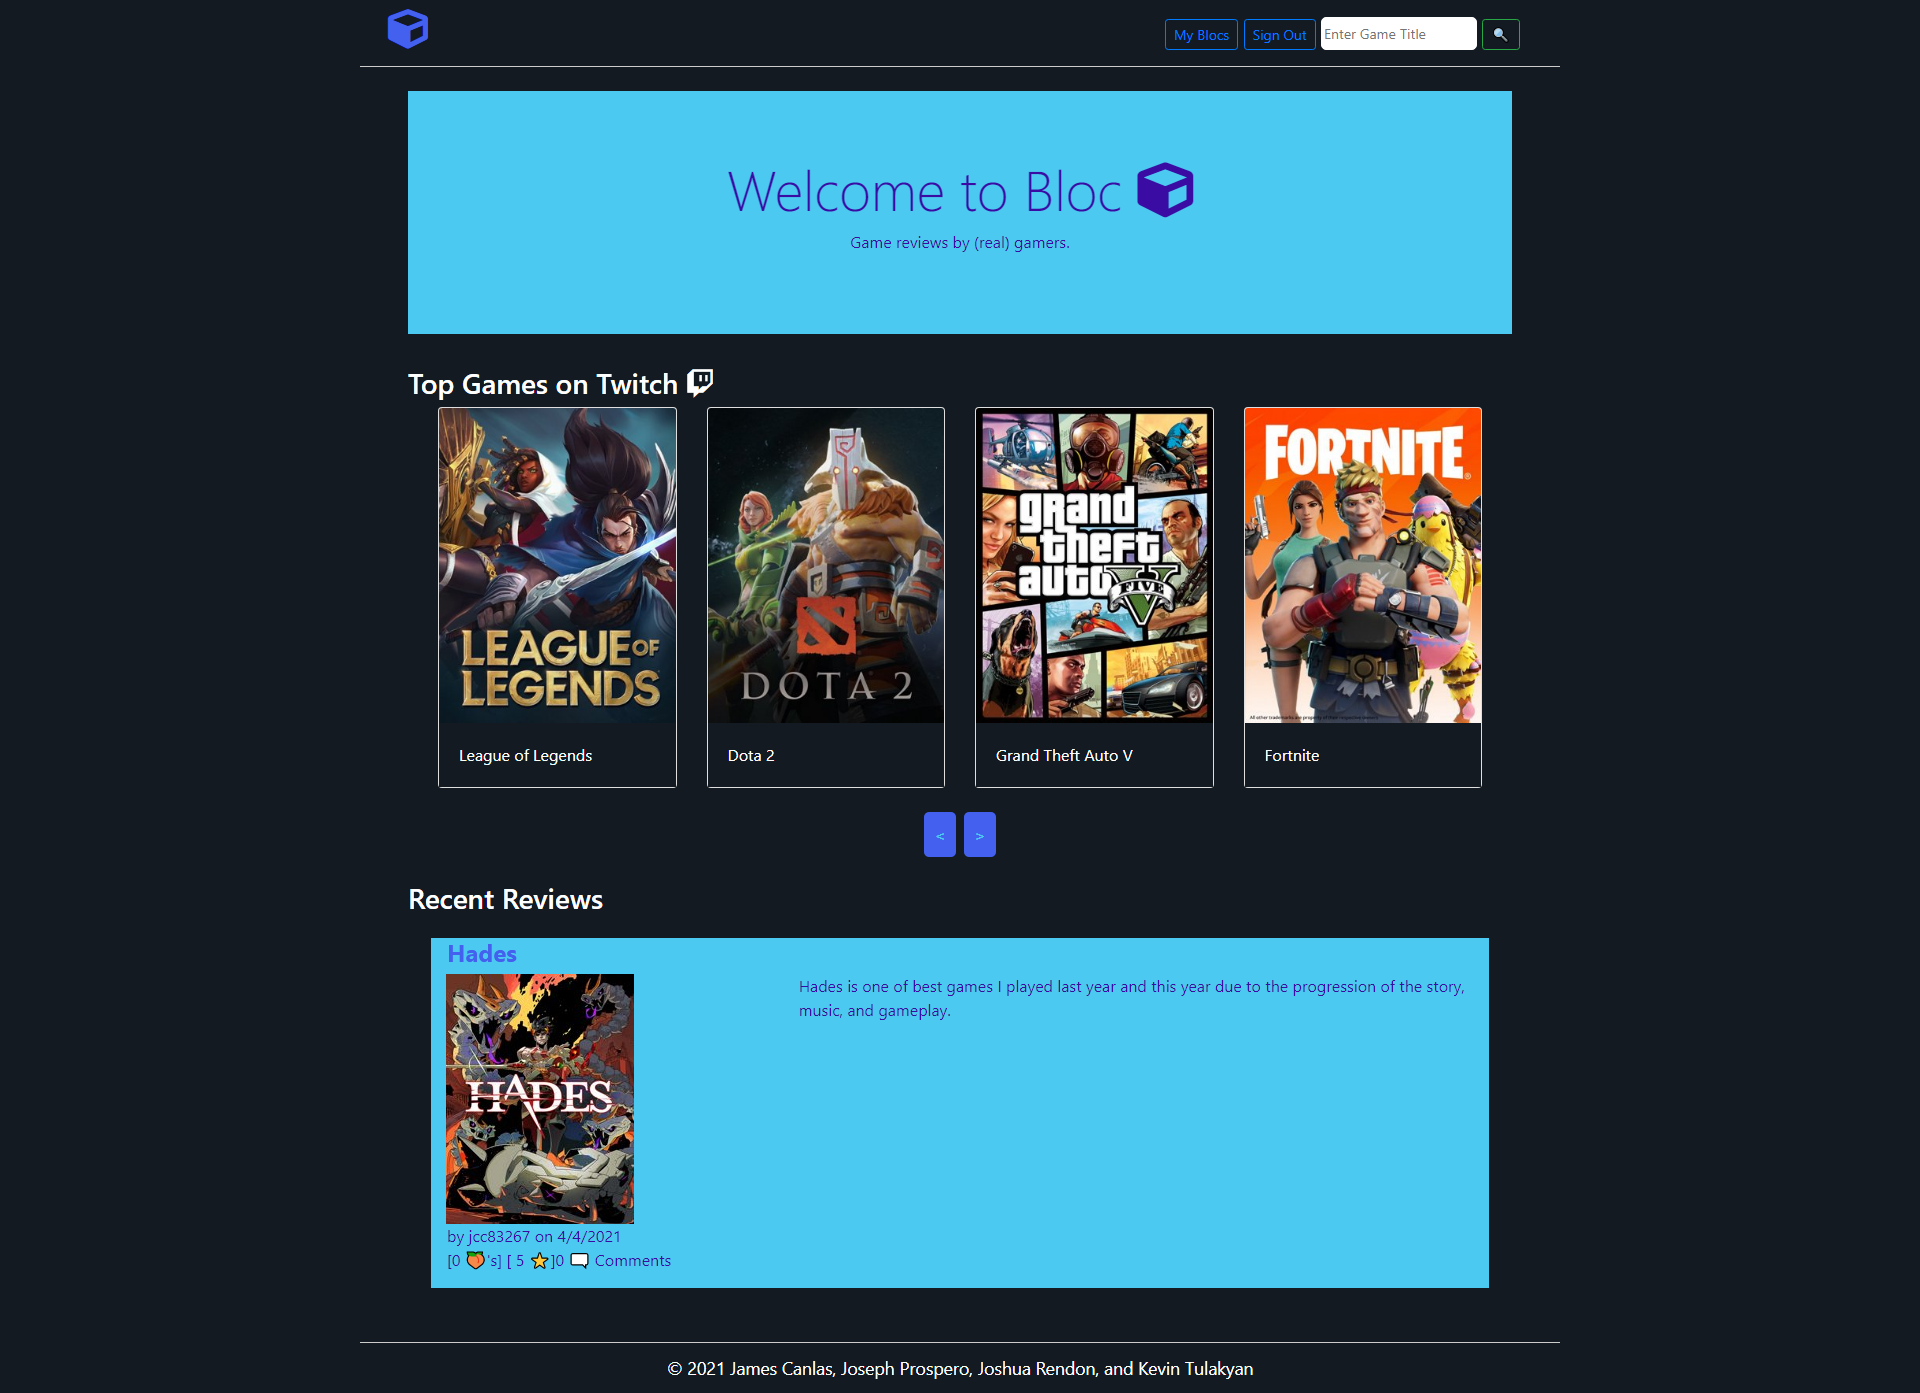 My Blocs Sign Out Enter Game Title 🔍
Welcome to Bloc
Game reviews by (real) gamers.
Top Games on Twitch
LEAGUE OF
LEGENDS
DOTA 2
grand
theft
auto V
FIVE
FORTNITE
League of Legends
Dota 2
Grand Theft Auto V
Fortnite
< >
Recent Reviews
Hades
HADES
Hades is one of best games I played last year and this year due to the progression of the story,
music, and gameplay.
by jcc83267 on 4/4/2021
[0 🍑's] [ 5 ⭐]0 💬 Comments
© 2021 James Canlas, Joseph Prospero, Joshua Rendon, and Kevin Tulakyan